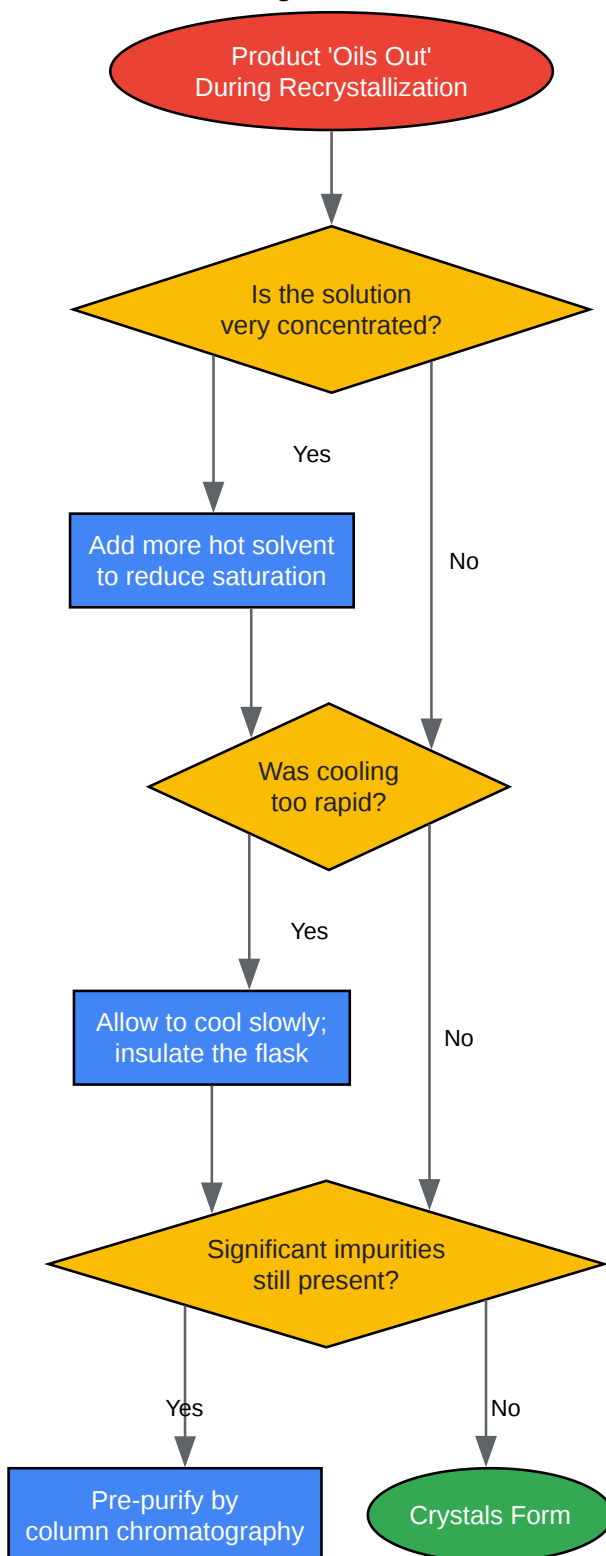 Product 'Oils Out'
During Recrystallization
Is the solution
very concentrated?
Yes
Add more hot solvent
to reduce saturation
No
Was cooling
too rapid?
Yes
Allow to cool slowly;
insulate the flask
No
Significant impurities
still present?
Yes
No
Pre-purify by
column chromatography
Crystals Form